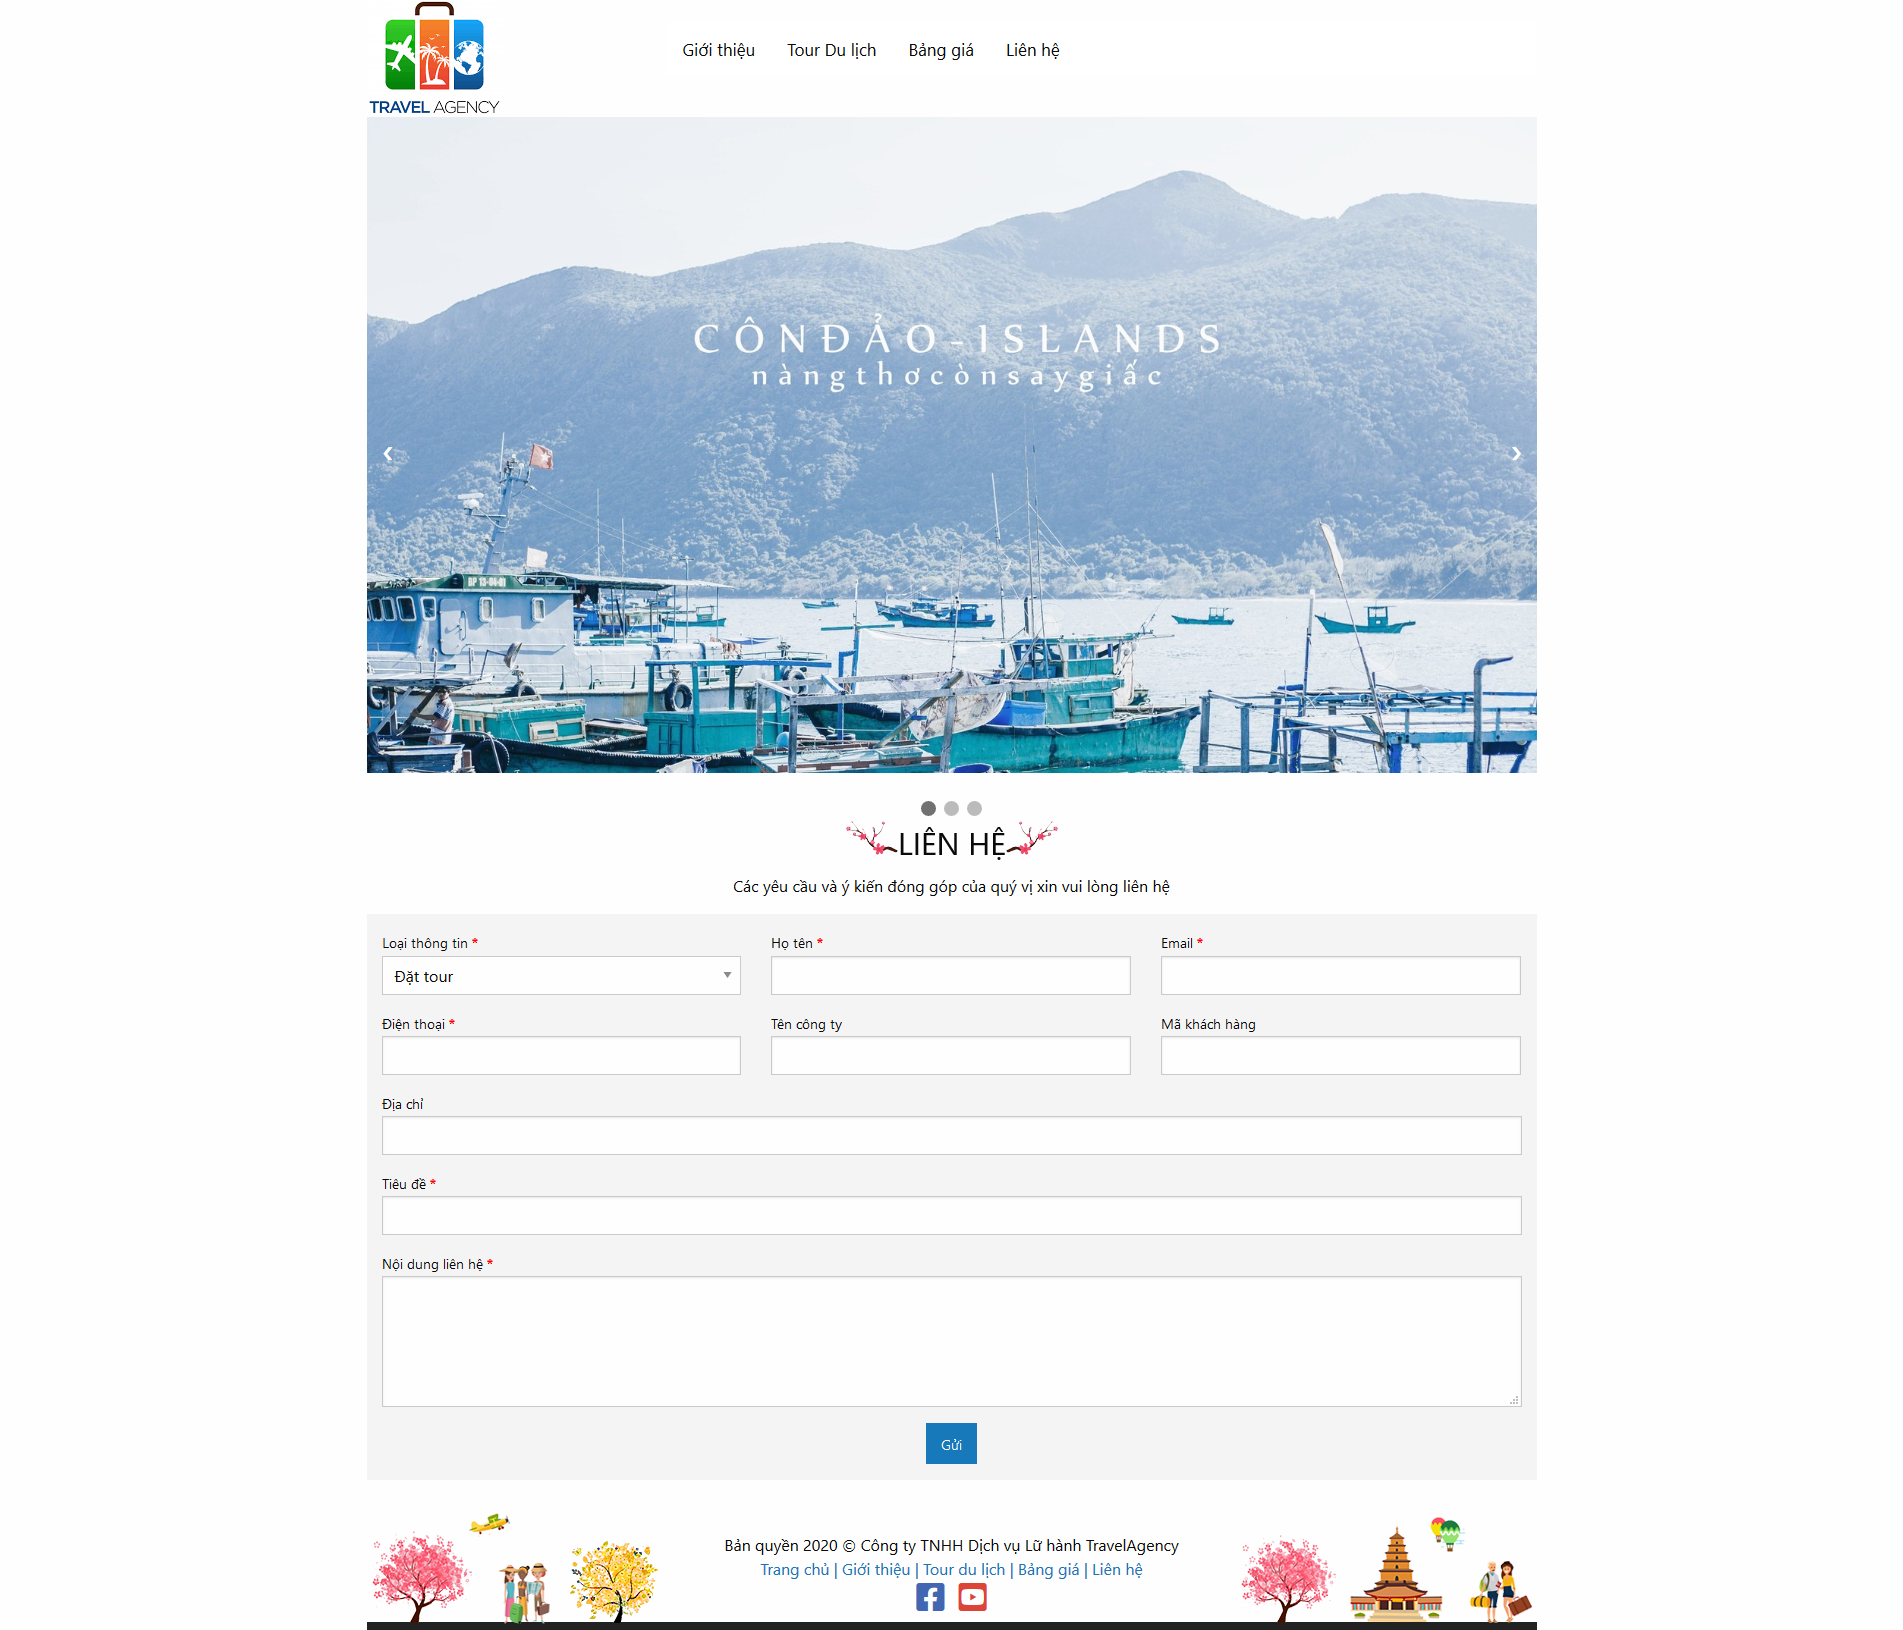 TRAVEL AGENCY
Giới thiệu Tour Du lịch Bảng giá Liên hệ
CÔNĐẢO-ISLANDS
nàngthơcònsaygiấc
BP 13-04-01
LIÊN HỆ
Các yêu cầu và ý kiến đóng góp của quý vị xin vui lòng liên hệ
Loại thông tin * Họ tên * Email *
Đặt tour
Điện thoại * Tên công ty Mã khách hàng
Địa chỉ
Tiêu đề *
Nội dung liên hệ *
Gửi
Bản quyền 2020 © Công ty TNHH Dịch vụ Lữ hành TravelAgency
Trang chủ | Giới thiệu | Tour du lịch | Bảng giá | Liên hệ